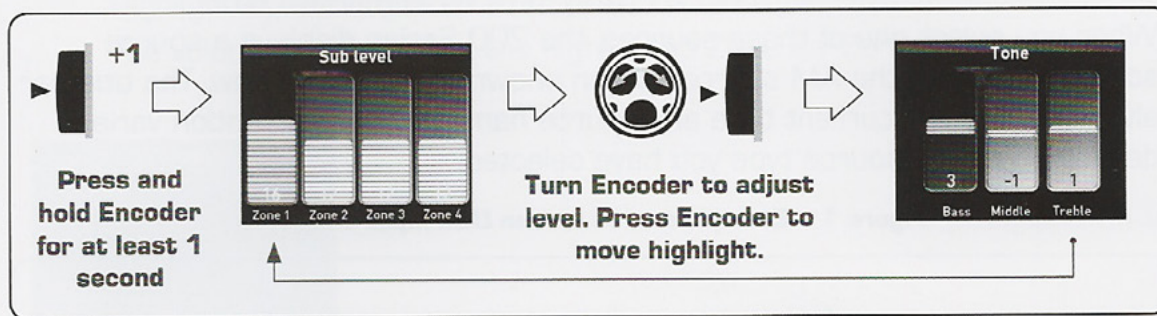 +1
Press and
hold Encoder
for at least 1
second
Sub level
Zone 1 Zone 2 Zone 3 Zone 4
Turn Encoder to adjust
level. Press Encoder to
move highlight.
Tone
3 -1 1
Bass Middle Treble